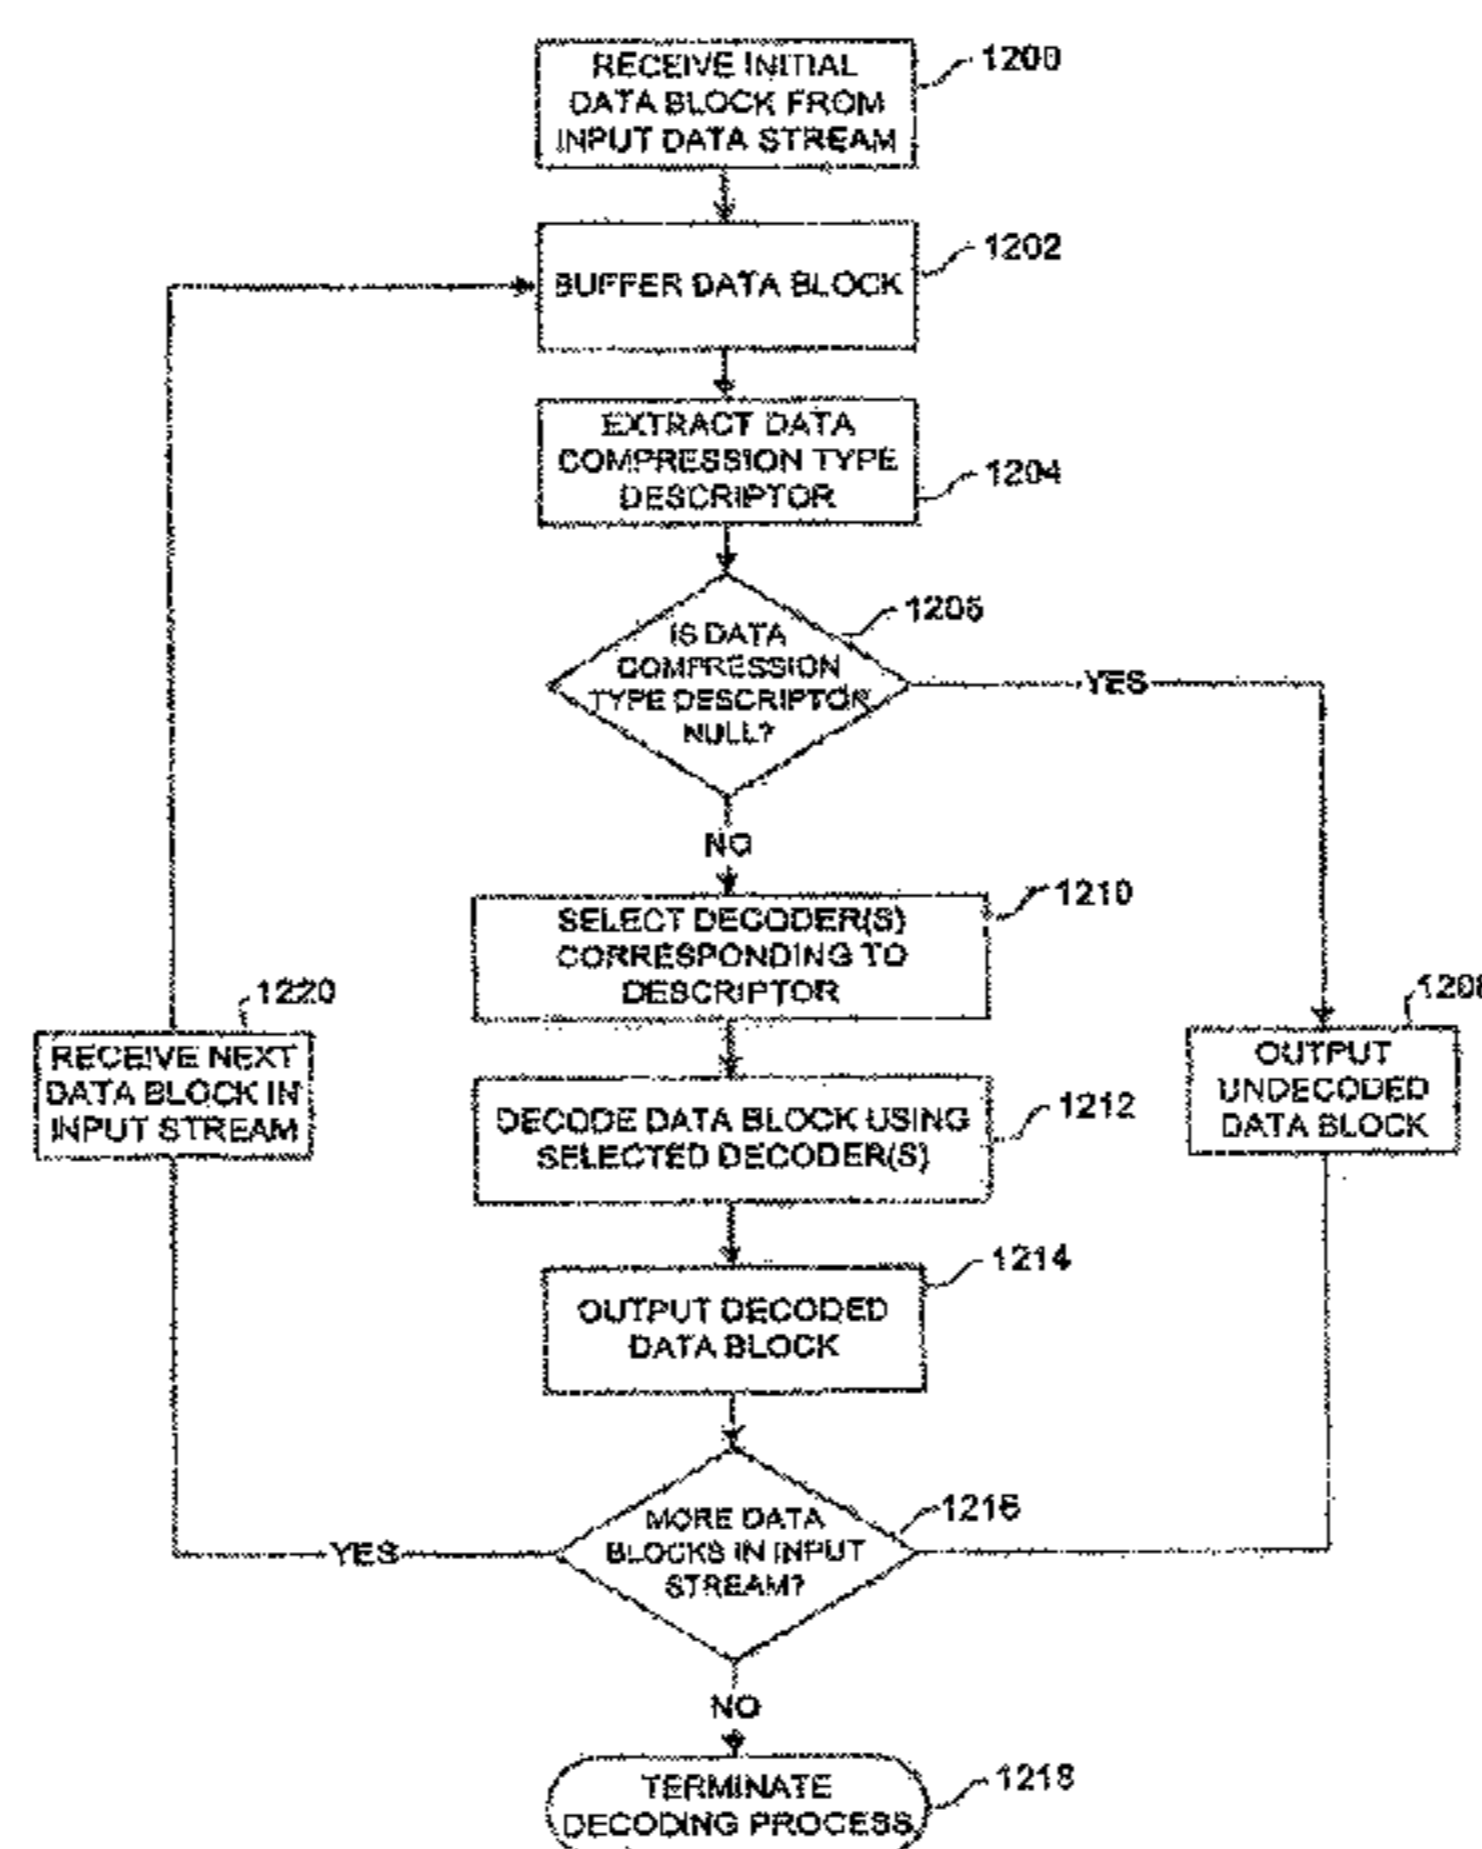 RECEIVE INITIAL
DATA BLOCK FROM
INPUT DATA STREAM
1200
BUFFER DATA BLOCK
1202
EXTRACT DATA
COMPRESSION TYPE
DESCRIPTOR
1204
IS DATA
COMPRESSION
TYPE DESCRIPTOR
NULL?
1206
YES
NO
SELECT DECODER(S)
CORRESPONDING TO
DESCRIPTOR
1210
1220
RECEIVE NEXT
DATA BLOCK IN
INPUT STREAM
1208
OUTPUT
UNDECODED
DATA BLOCK
DECODE DATA BLOCK USING
SELECTED DECODER(S)
1212
OUTPUT DECODED
DATA BLOCK
1214
MORE DATA
BLOCKS IN INPUT
STREAM?
1216
YES
NO
TERMINATE
DECODING PROCESS
1218